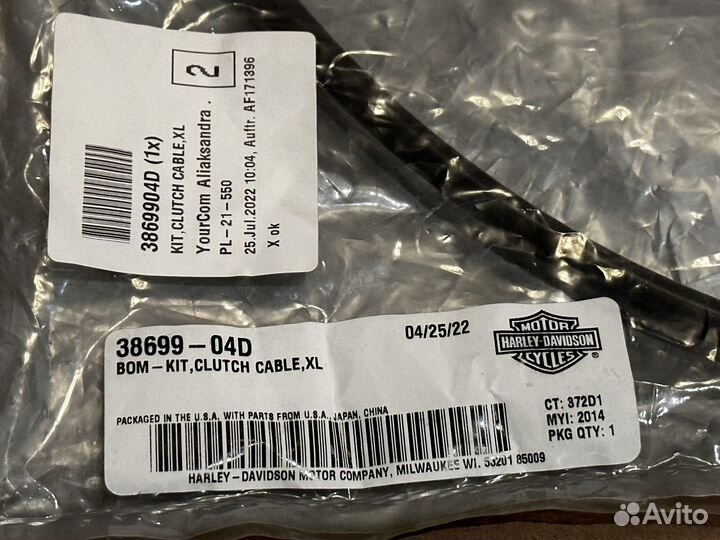 2
3869904D (1x)
KIT,CLUTCH CABLE,XL
YourCom Aliaksandra .
PL-21-550
25.Jul.2022 10:04, Auftr. AF171396
X ok
38699-04D
BOM-KIT,CLUTCH CABLE,XL
04/25/22
MOTOR
HARLEY-DAVIDSON
CYCLES
®
PACKAGED IN THE U.S.A. WITH PARTS FROM U.S.A., JAPAN, CHINA
CT: 372D1
MYI: 2014
PKG QTY: 1
HARLEY-DAVIDSON MOTOR COMPANY, MILWAUKEE WI. 53201 85009
Avito